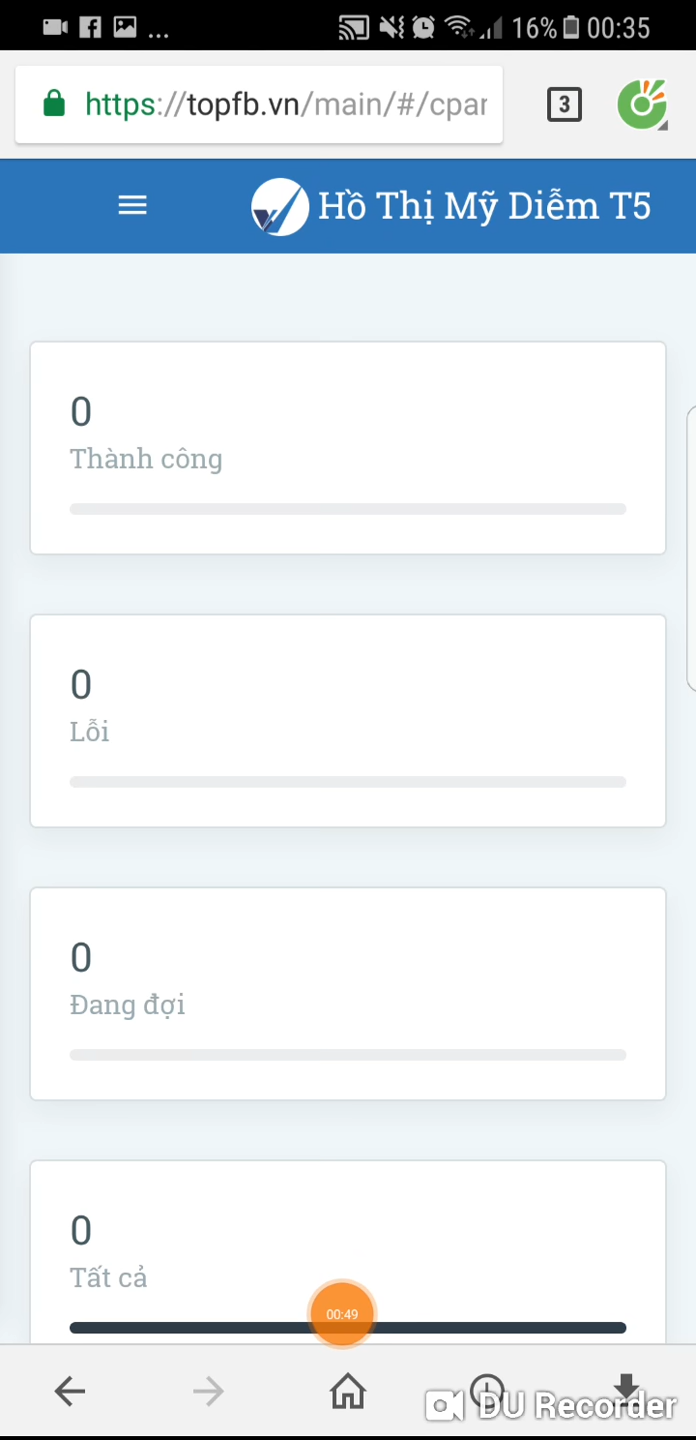 ... 16% 00:35
https://topfb.vn/main/#/cpar
3
Hồ Thị Mỹ Diễm T5
0
Thành công
0
Lỗi
0
Đang đợi
0
Tất cả
00:49
DU Recorder